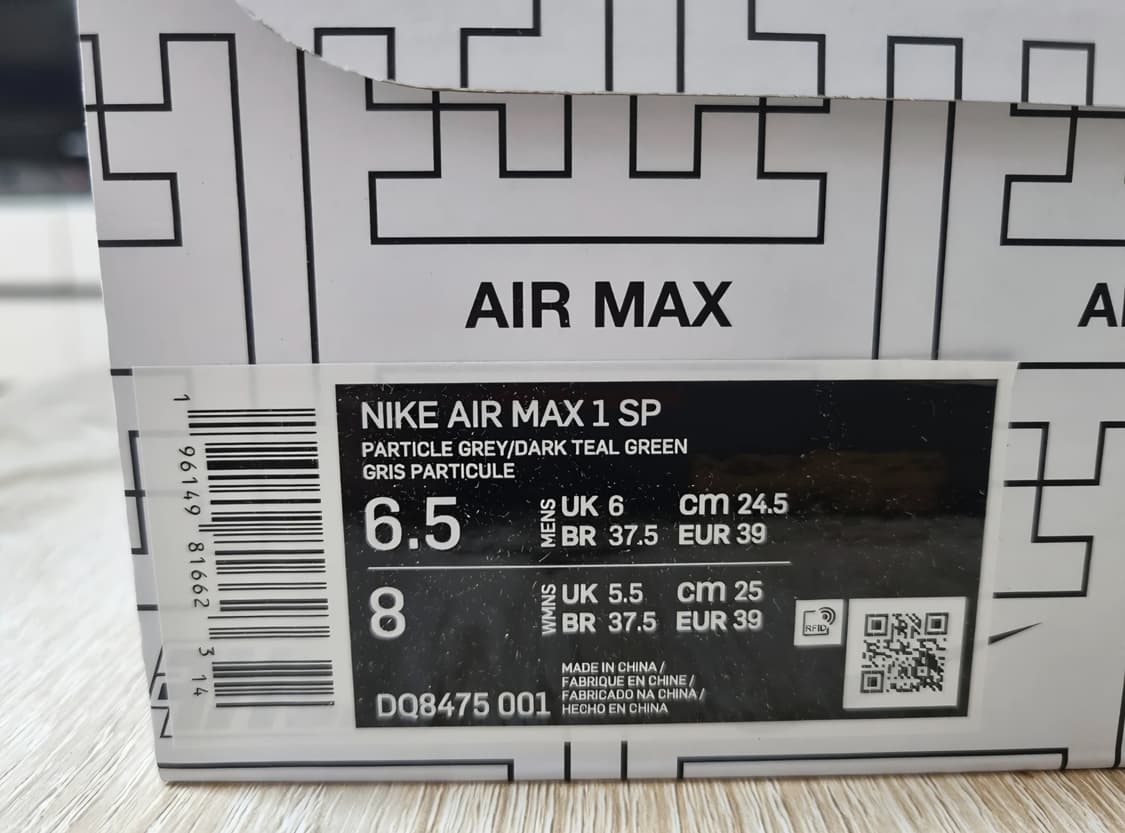 AIR MAX
NIKE AIR MAX 1 SP
PARTICLE GREY/DARK TEAL GREEN
GRIS PARTICULE
6.5 MENS UK 6 cm 24.5
BR 37.5 EUR 39
8 WMNS UK 5.5 cm 25
BR 37.5 EUR 39
RFID
MADE IN CHINA /
FABRIQUE EN CHINE /
FABRICADO NA CHINA /
HECHO EN CHINA
DQ8475 001
1 96149 81662 3 14